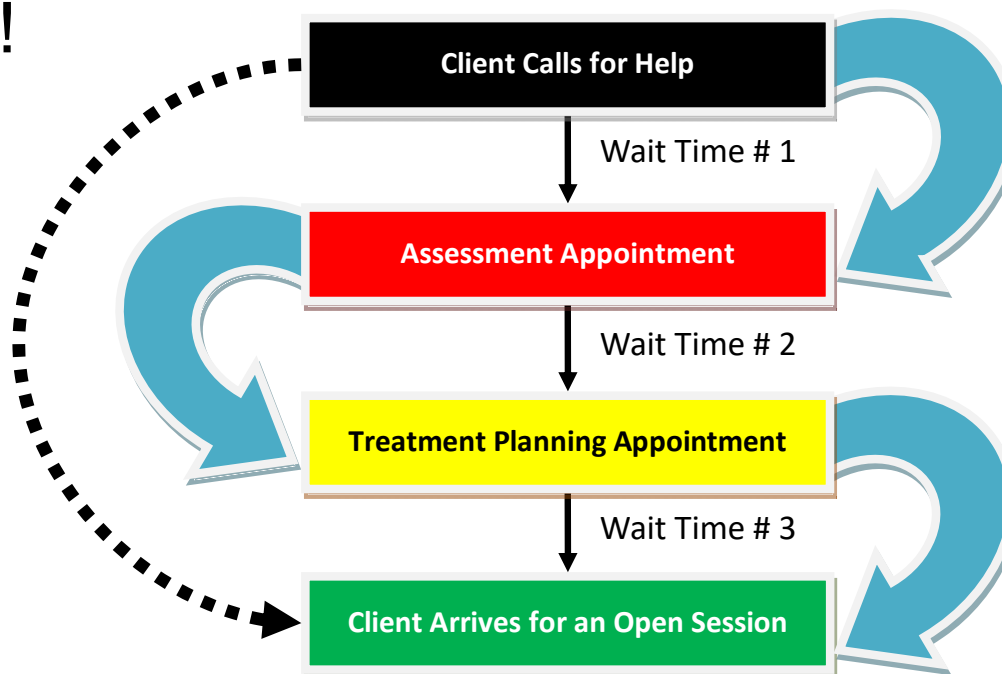 !
Client Calls for Help
Wait Time # 1
Assessment Appointment
Wait Time # 2
Treatment Planning Appointment
Wait Time # 3
Client Arrives for an Open Session